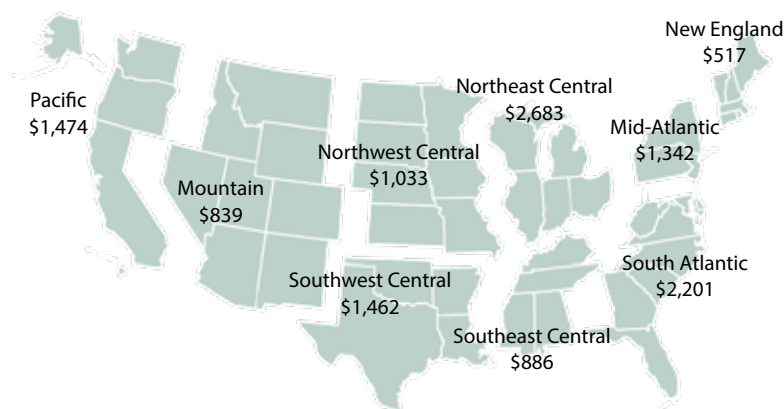 New England
$517
Northeast Central
$2,683
Pacific
$1,474
Mid-Atlantic
$1,342
Northwest Central
$1,033
Mountain
$839
South Atlantic
$2,201
Southwest Central
$1,462
Southeast Central
$886